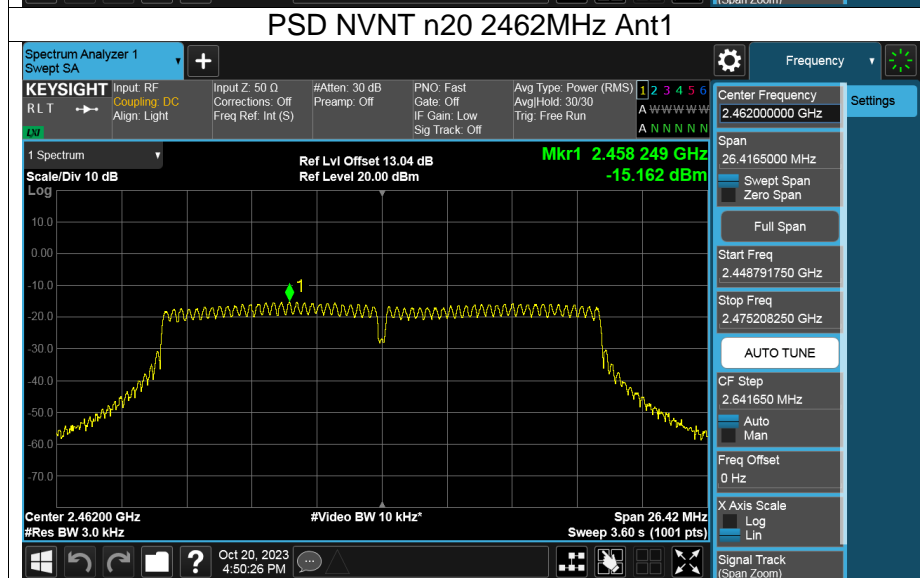 (Span Zoom)
PSD NVNT n20 2462MHz Ant1
Spectrum Analyzer 1
Swept SA
+
Frequency
KEYSIGHT
RLT
LXI
Input: RF
Coupling: DC
Align: Light
Input Z: 50 Ω
Corrections: Off
Freq Ref: Int (S)
#Atten: 30 dB
Preamp: Off
PNO: Fast
Gate: Off
IF Gain: Low
Sig Track: Off
Avg Type: Power (RMS)
Avg|Hold: 30/30
Trig: Free Run
1 2 3 4 5 6
A W W W W W
A N N N N N
1 Spectrum
Scale/Div 10 dB
Log
Ref Lvl Offset 13.04 dB
Ref Level 20.00 dBm
Mkr1 2.458 249 GHz
-15.162 dBm
10.0
0.00
-10.0
-20.0
-30.0
-40.0
-50.0
-60.0
-70.0
1
Center 2.46200 GHz
#Res BW 3.0 kHz
#Video BW 10 kHz*
Span 26.42 MHz
Sweep 3.60 s (1001 pts)
Center Frequency
2.462000000 GHz
Settings
Span
26.4165000 MHz
Swept Span
Zero Span
Full Span
Start Freq
2.448791750 GHz
Stop Freq
2.475208250 GHz
AUTO TUNE
CF Step
2.641650 MHz
Auto
Man
Freq Offset
0 Hz
X Axis Scale
Log
Lin
Signal Track
(Span Zoom)
?
Oct 20, 2023
4:50:26 PM